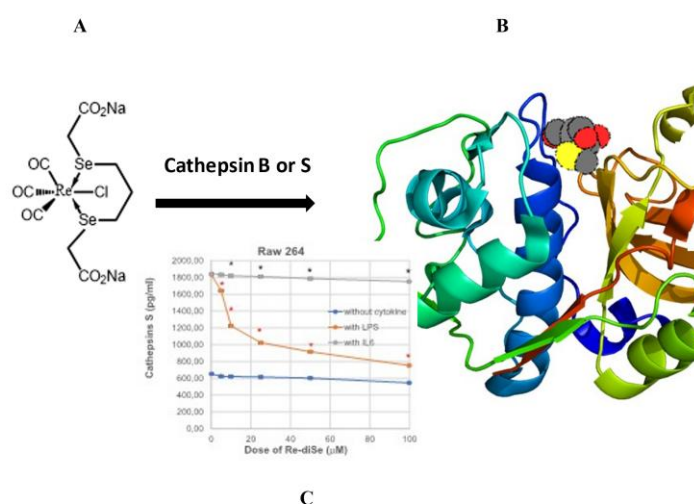 A
B
CO₂Na
Se
OC
Re
Cl
OC
OC
Se
CO₂Na
Cathepsin B or S
Raw 264
Cathepsins S (pg/ml)
2000,00
1800,00
1600,00
1400,00
1200,00
1000,00
800,00
600,00
400,00
200,00
0,00
0
20
40
60
80
100
without cytokine
with LPS
with IL6
Dose of Re-diSe (µM)
C